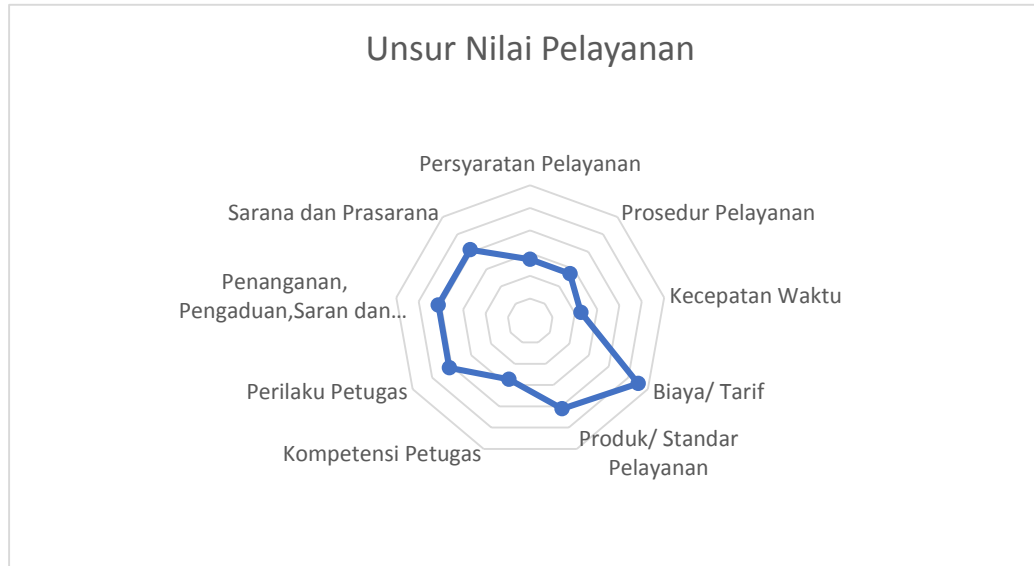 Unsur Nilai Pelayanan
Persyaratan Pelayanan
Prosedur Pelayanan
Kecepatan Waktu
Biaya/ Tarif
Produk/ Standar
Pelayanan
Kompetensi Petugas
Perilaku Petugas
Penanganan,
Pengaduan,Saran dan…
Sarana dan Prasarana